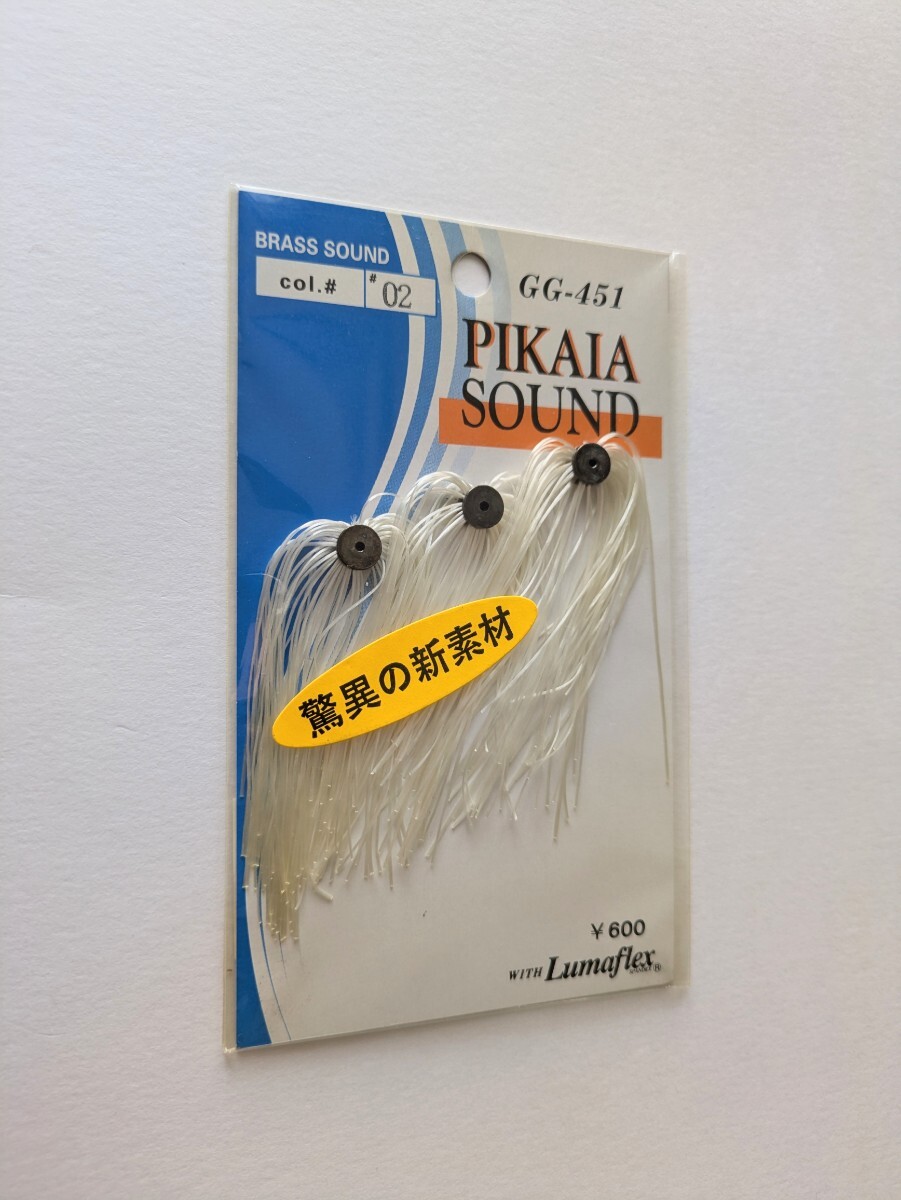 BRASS SOUND
col.# #02
GG-451
PIKAIA
SOUND
驚異の新素材
¥600
WITH Lumaflex
®